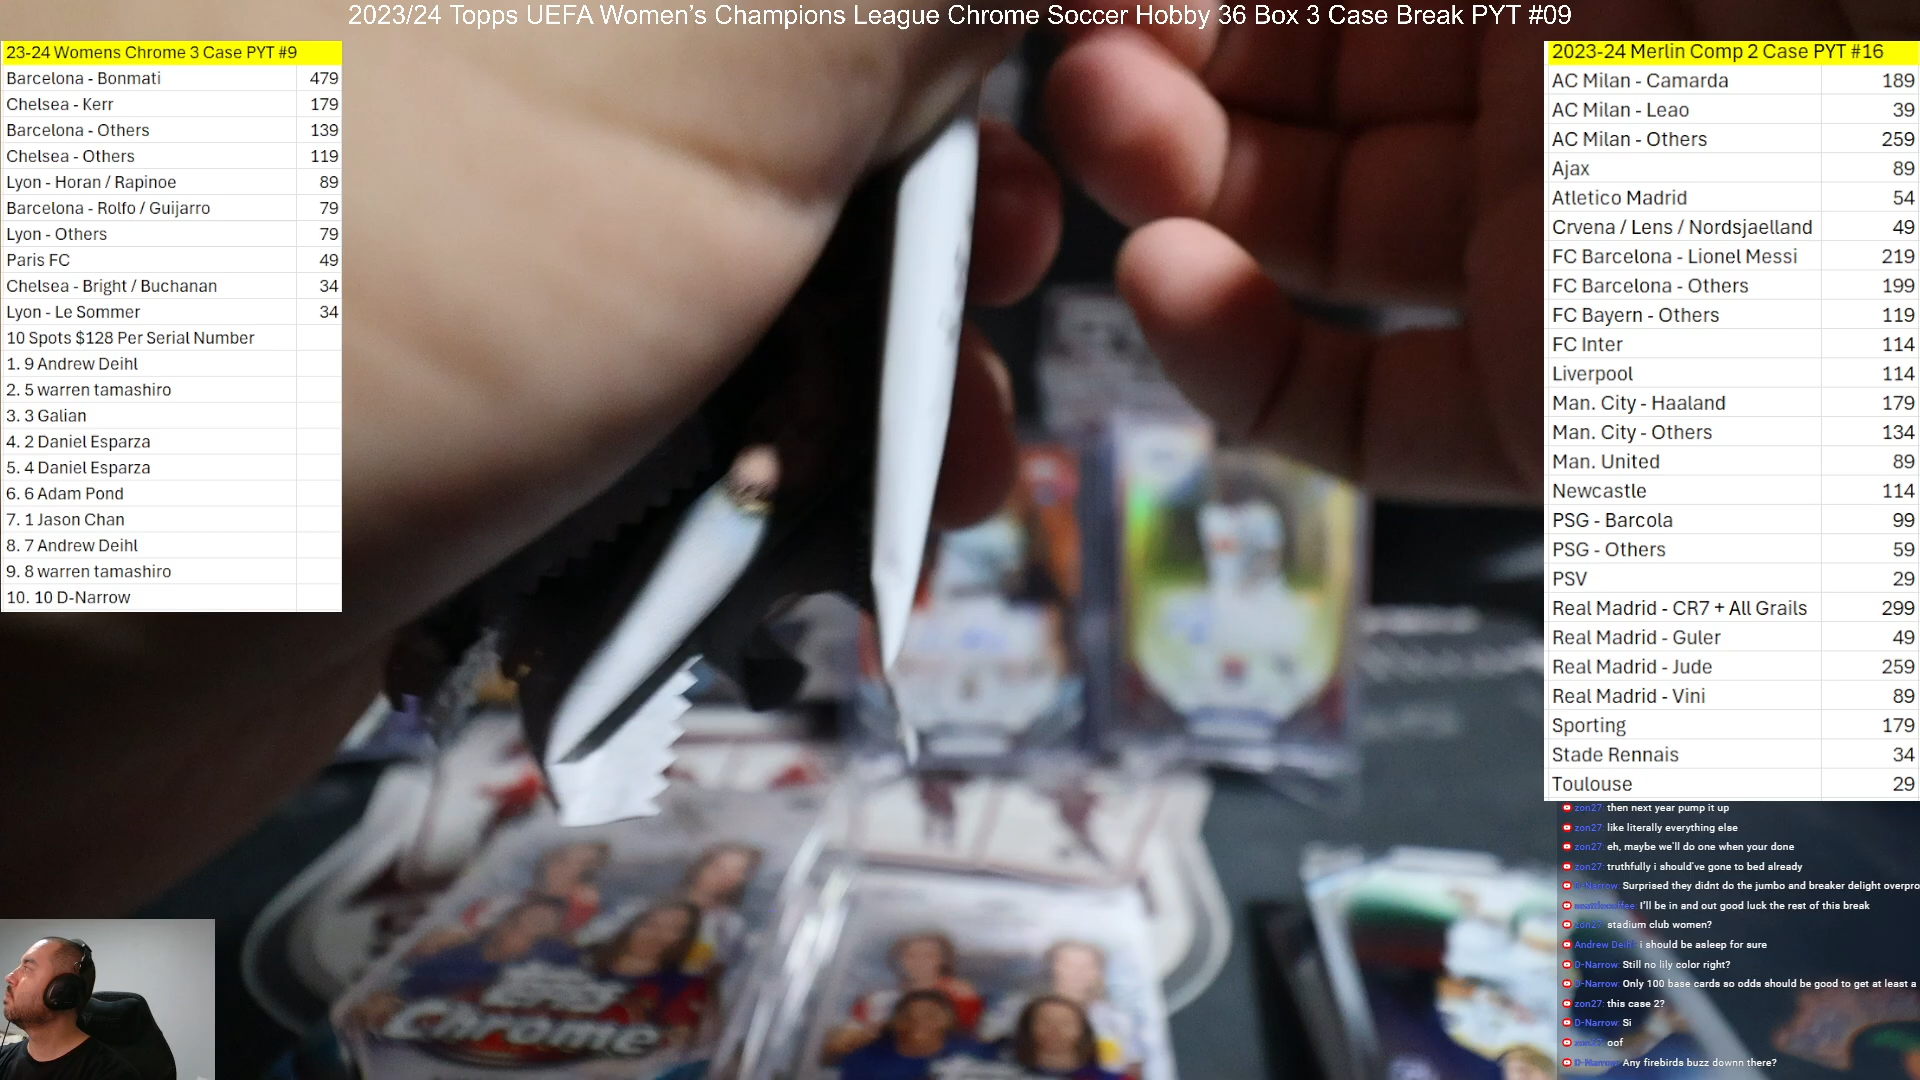 2023/24 Topps UEFA Women’s Champions League Chrome Soccer Hobby 36 Box 3 Case Break PYT #09
23-24 Womens Chrome 3 Case PYT #9
Barcelona - Bonmati 479
Chelsea - Kerr 179
Barcelona - Others 139
Chelsea - Others 119
Lyon - Horan / Rapinoe 89
Barcelona - Rolfo / Guijarro 79
Lyon - Others 79
Paris FC 49
Chelsea - Bright / Buchanan 34
Lyon - Le Sommer 34
10 Spots $128 Per Serial Number
1. 9 Andrew Deihl
2. 5 warren tamashiro
3. 3 Galian
4. 2 Daniel Esparza
5. 4 Daniel Esparza
6. 6 Adam Pond
7. 1 Jason Chan
8. 7 Andrew Deihl
9. 8 warren tamashiro
10. 10 D-Narrow
2023-24 Merlin Comp 2 Case PYT #16
AC Milan - Camarda 189
AC Milan - Leao 39
AC Milan - Others 259
Ajax 89
Atletico Madrid 54
Crvena / Lens / Nordsjaelland 49
FC Barcelona - Lionel Messi 219
FC Barcelona - Others 199
FC Bayern - Others 119
FC Inter 114
Liverpool 114
Man. City - Haaland 179
Man. City - Others 134
Man. United 89
Newcastle 114
PSG - Barcola 99
PSG - Others 59
PSV 29
Real Madrid - CR7 + All Grails 299
Real Madrid - Guler 49
Real Madrid - Jude 259
Real Madrid - Vini 89
Sporting 179
Stade Rennais 34
Toulouse 29
zon27: then next year pump it up
zon27: like literally everything else
zon27: eh, maybe we'll do one when your done
zon27: truthfully i should've gone to bed already
D-Narrow: Surprised they didnt do the jumbo and breaker delight overpro
I'll be in and out good luck the rest of this break
zon27: stadium club women?
Andrew Deihl: i should be asleep for sure
D-Narrow: Still no lily color right?
D-Narrow: Only 100 base cards so odds should be good to get at least a
zon27: this case 2?
D-Narrow: Si
zon27: oof
D-Narrow: Any firebirds buzz downn there?
Topps
Chrome